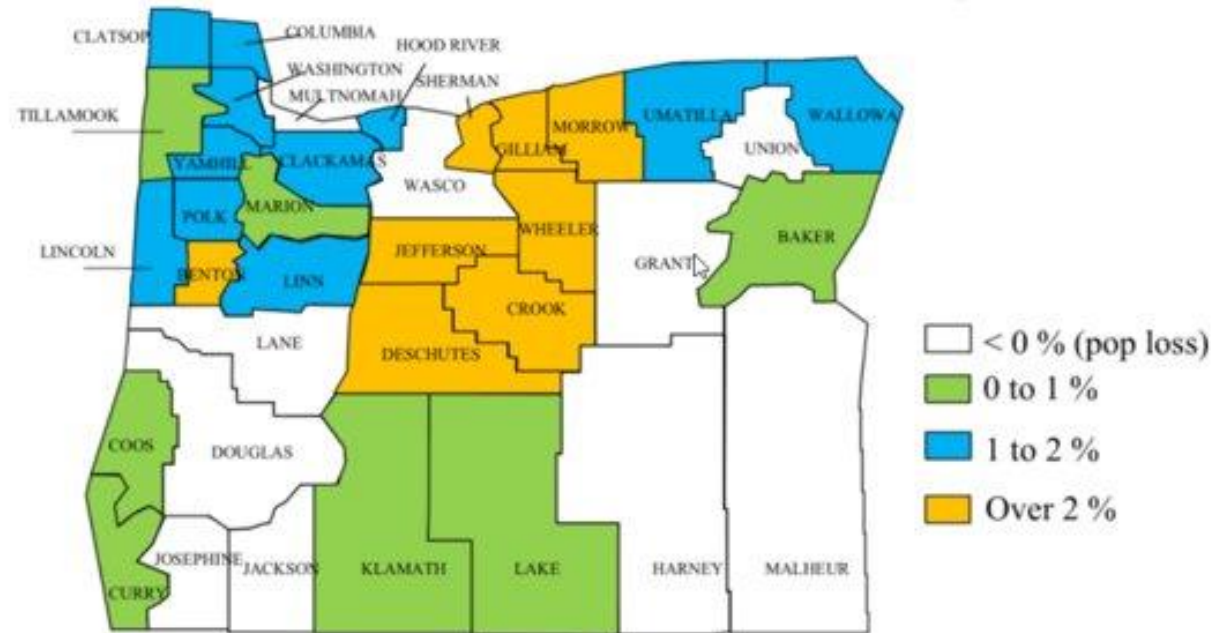 CLATSOP
COLUMBIA
HOOD RIVER
WASHINGTON
SHERMAN
MULTNOMAH
TILLAMOOK
MORROW
UMATILLA
WALLOWA
GILLIAM
UNION
YAMHILL
CLACKAMAS
WASCO
MARION
POLK
WHEELER
BAKER
LINCOLN
JEFFERSON
GRANT
BENTON
LINN
CROOK
LANE
DESCHUTES
< 0 % (pop loss)
0 to 1 %
COOS
DOUGLAS
1 to 2 %
Over 2 %
JOSEPHINE
JACKSON
KLAMATH
LAKE
HARNEY
MALHEUR
CURRY